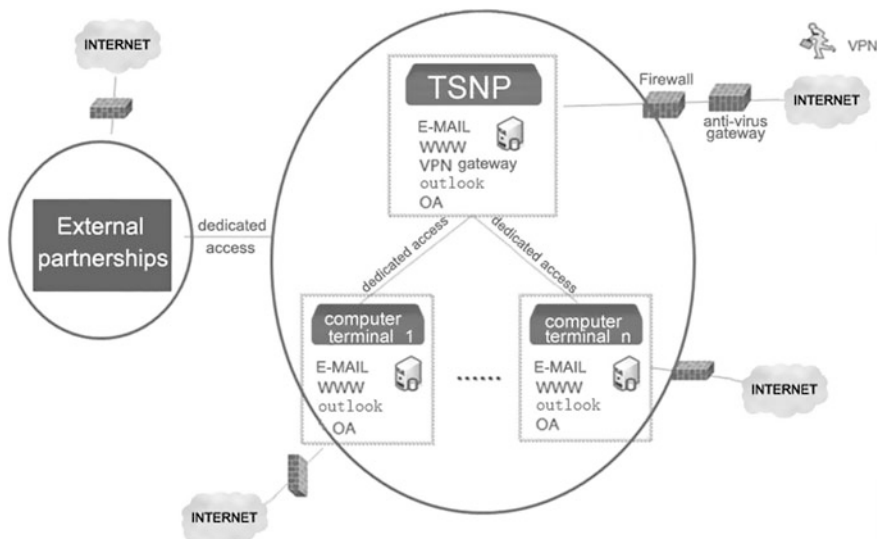 INTERNET
VPN
TSNP
Firewall
INTERNET
anti-virus
gateway
E-MAIL
WWW
VPN gateway
outlook
OA
External
partnerships
dedicated
access
dedicated access
dedicated access
computer
terminal 1
E-MAIL
WWW
outlook
OA
......
computer
terminal n
E-MAIL
WWW
outlook
OA
INTERNET
INTERNET